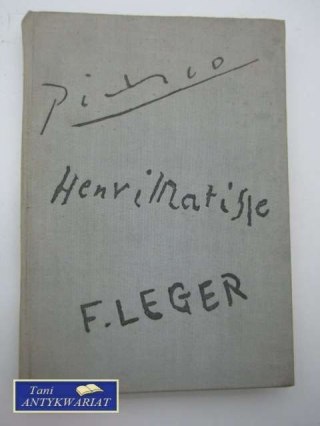 Picasso
Henri Matisse
F. LEGER
Tani
ANTYKWARIAT